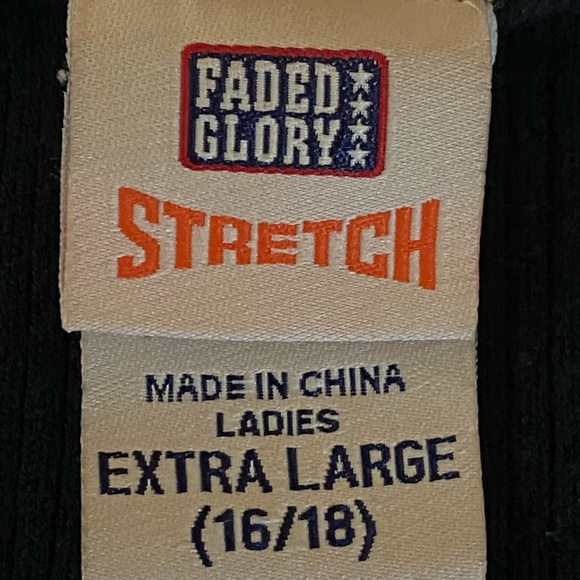 FADED
GLORY
STRETCH
MADE IN CHINA
LADIES
EXTRA LARGE
(16/18)